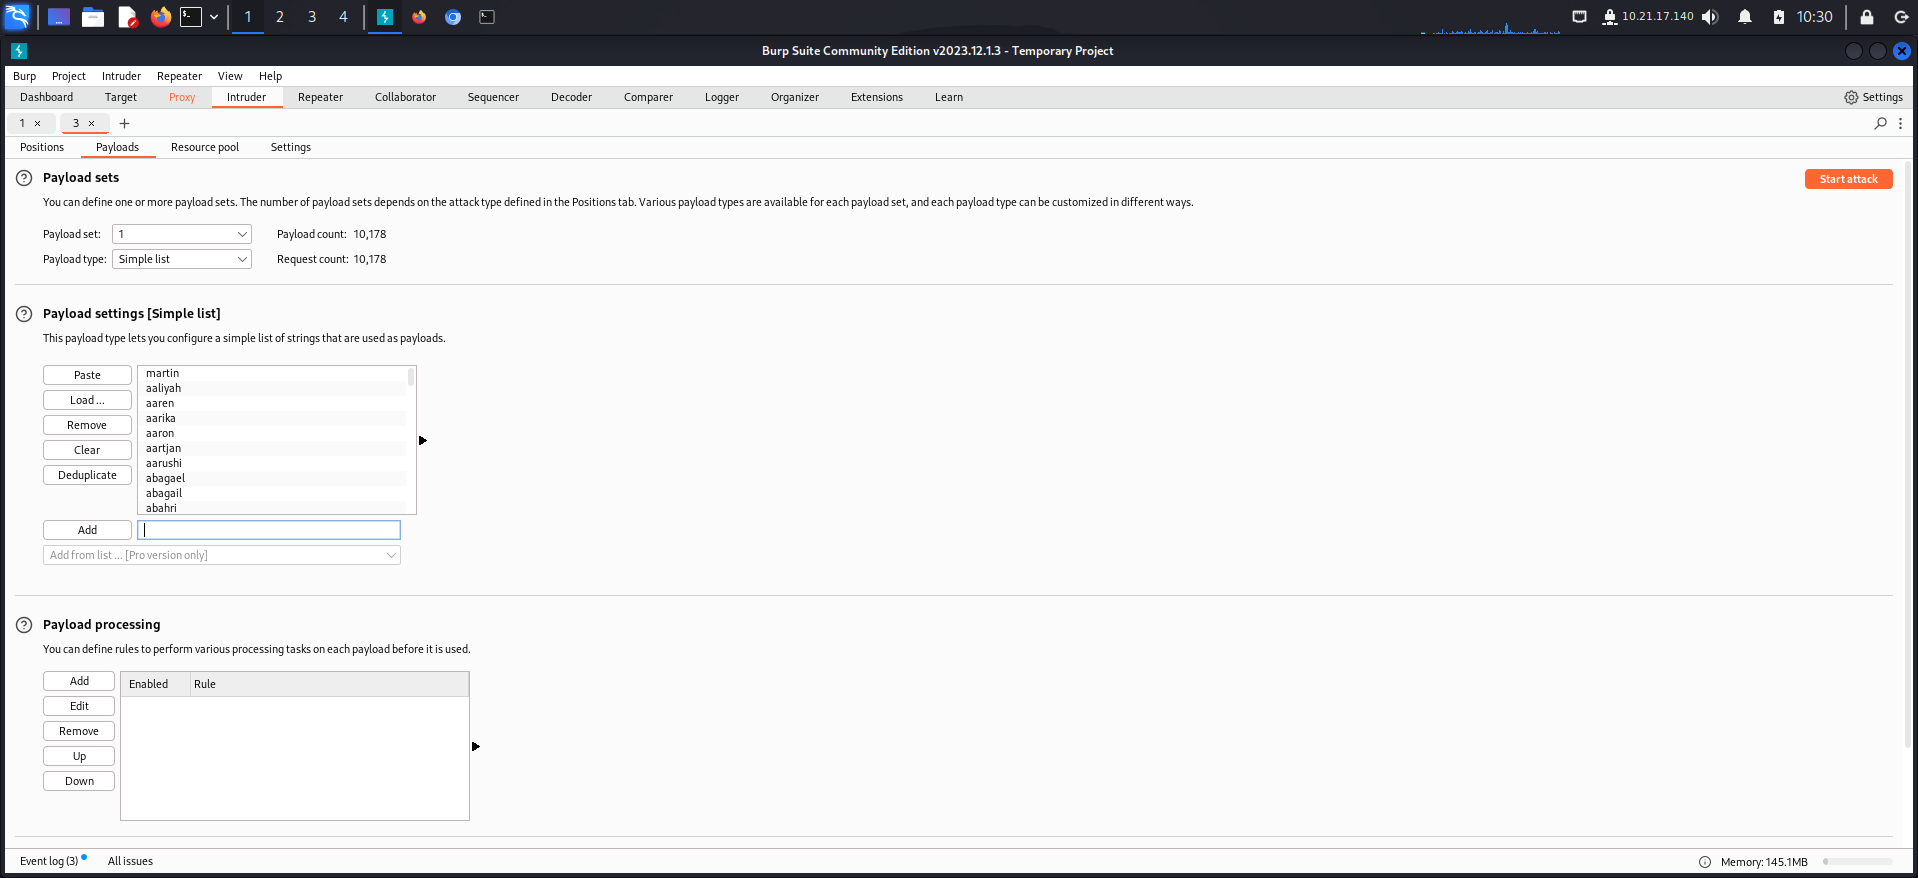 1 2 3 4 10.21.17.140 10:30
Burp Suite Community Edition v2023.12.1.3 - Temporary Project
Burp Project Intruder Repeater View Help
Dashboard Target Proxy Intruder Repeater Collaborator Sequencer Decoder Comparer Logger Organizer Extensions Learn Settings
1 × 3 × +
Positions Payloads Resource pool Settings
? Payload sets Start attack
You can define one or more payload sets. The number of payload sets depends on the attack type defined in the Positions tab. Various payload types are available for each payload set, and each payload type can be customized in different ways.
Payload set: 1 Payload count: 10,178
Payload type: Simple list Request count: 10,178
? Payload settings [Simple list]
This payload type lets you configure a simple list of strings that are used as payloads.
Paste
Load ...
Remove
Clear
Deduplicate
martin
aaliyah
aaren
aarika
aaron
aartjan
aarushi
abagael
abagail
abahri
Add
Add from list ... [Pro version only]
? Payload processing
You can define rules to perform various processing tasks on each payload before it is used.
Add
Edit
Remove
Up
Down
Enabled Rule
Event log (3) All issues Memory: 145.1MB